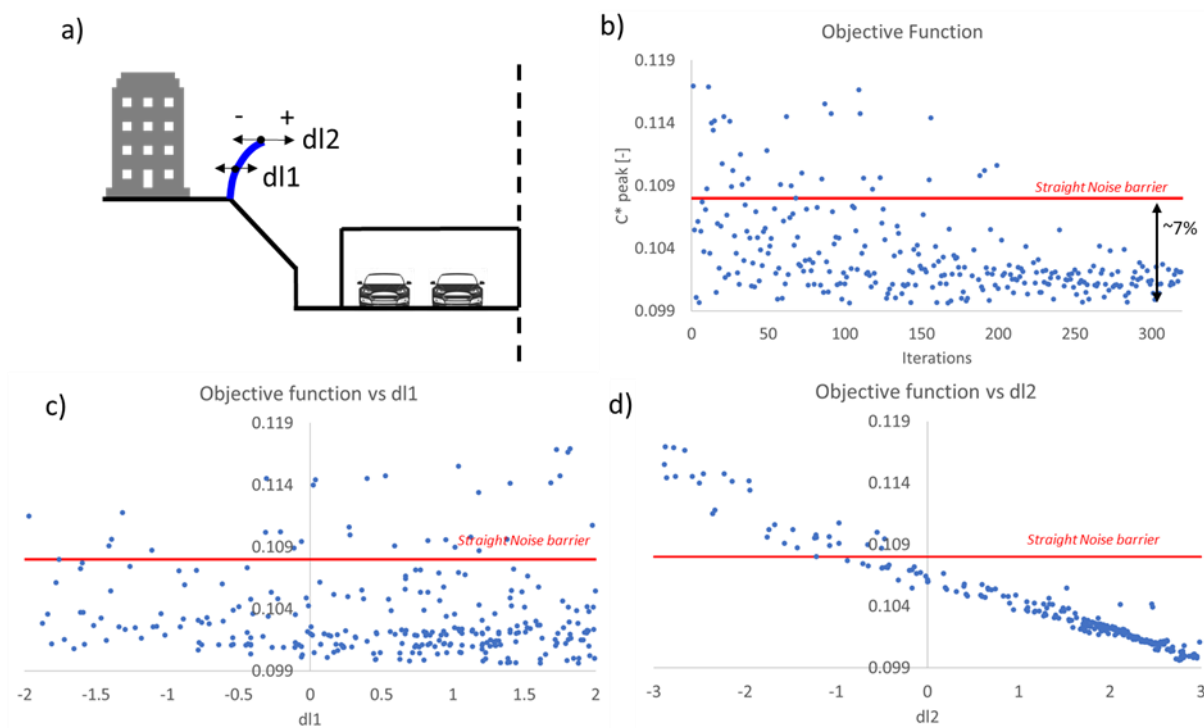 a)
- +
dl2
dl1
b)
Objective Function
0.119
0.114
0.109
0.104
0.099
C* peak [-]
Straight Noise barrier
~7%
0 50 100 150 200 250 300
Iterations
c)
Objective function vs dl1
0.119
0.114
0.109
0.104
0.099
Straight Noise barrier
-2 -1.5 -1 -0.5 0 0.5 1 1.5 2
dl1
d)
Objective function vs dl2
0.119
0.114
0.109
0.104
0.099
Straight Noise barrier
-3 -2 -1 0 1 2 3
dl2